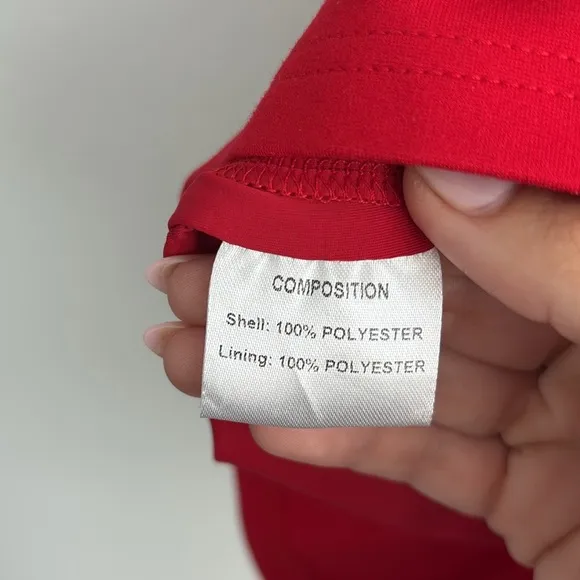 COMPOSITION
Shell: 100% POLYESTER
Lining: 100% POLYESTER